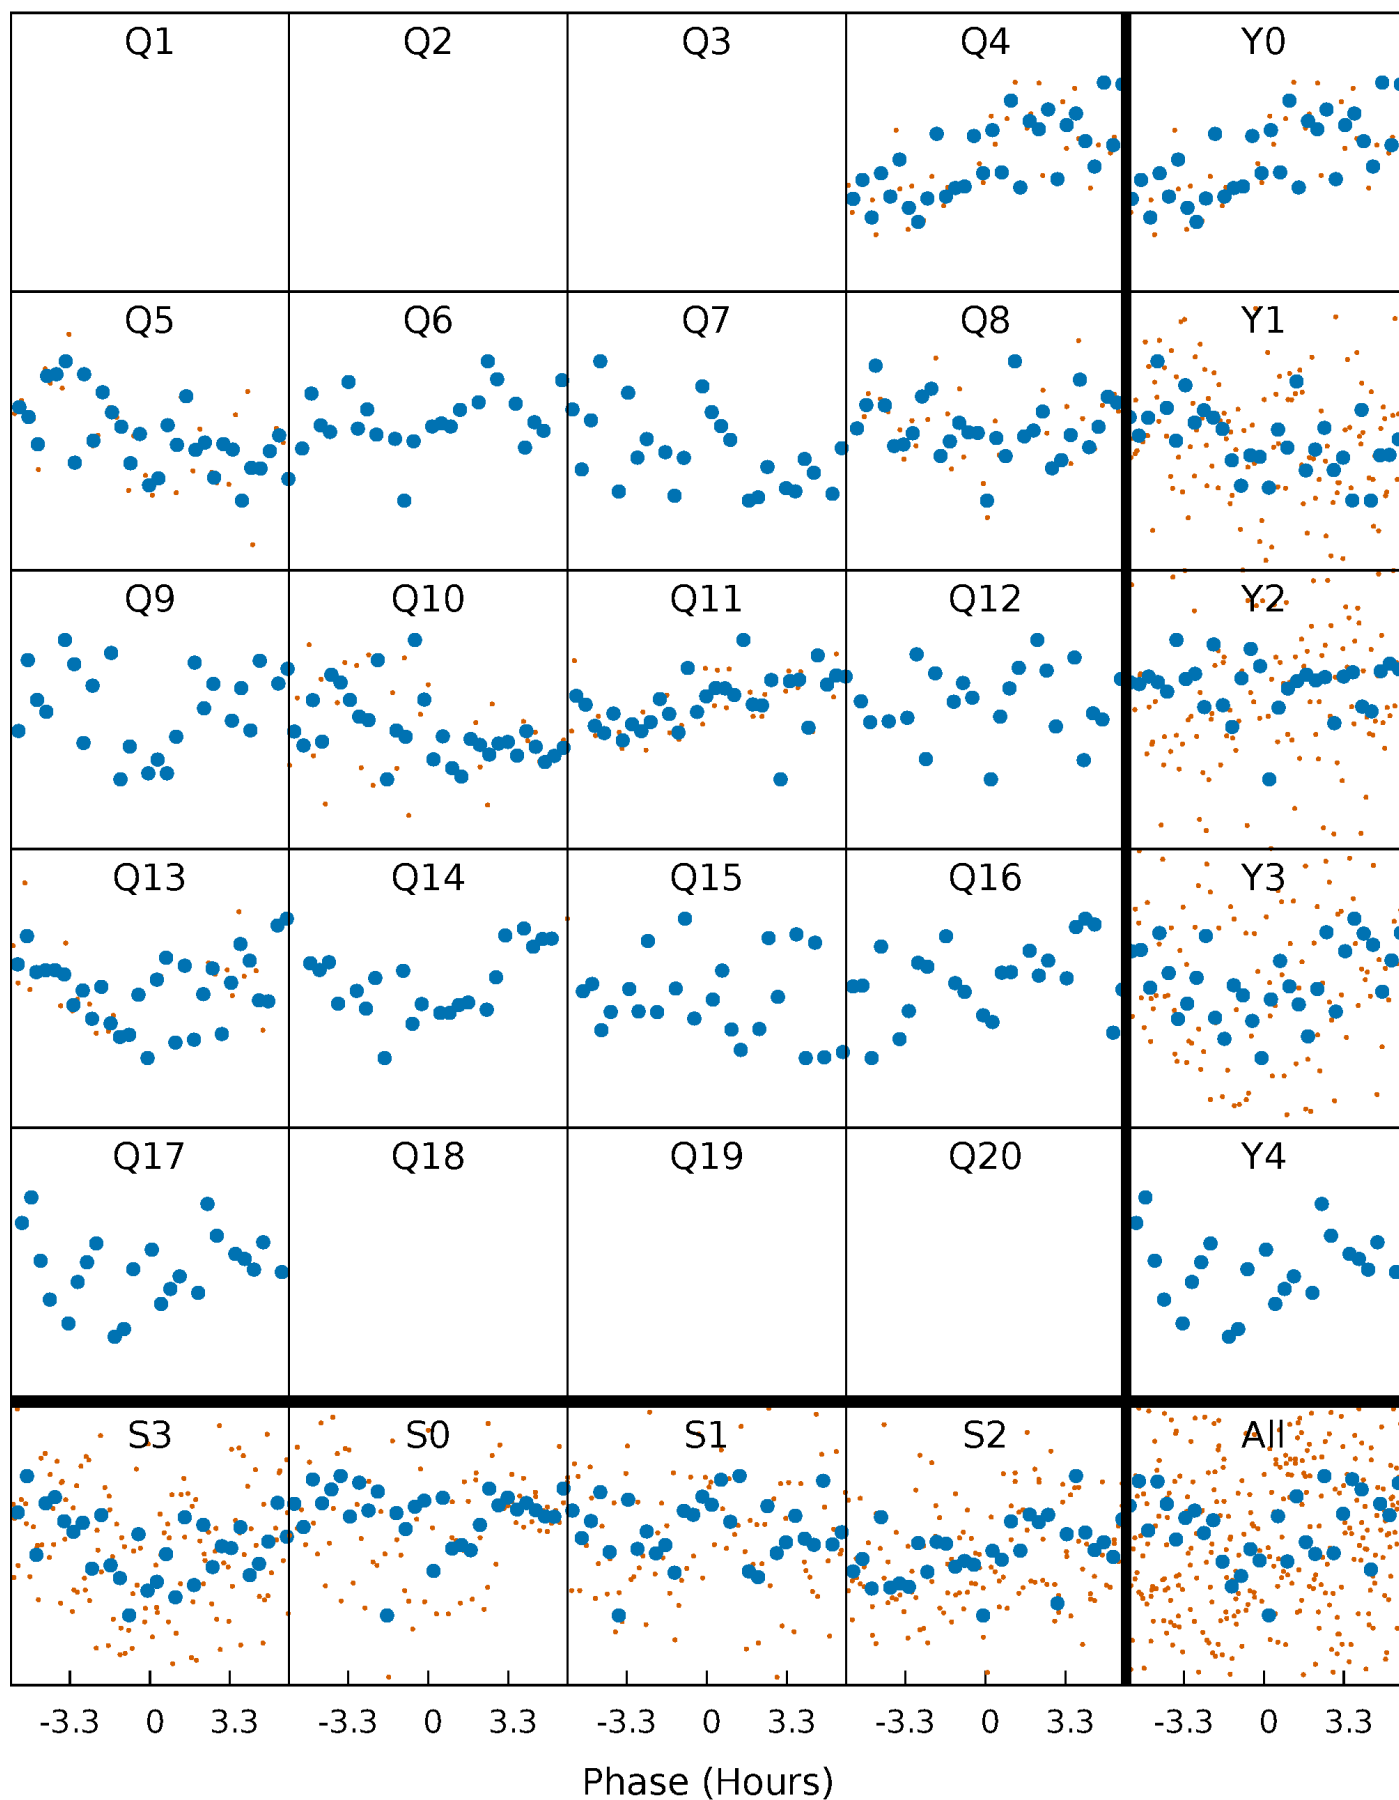 Q1 Q2 Q3 Q4 Y0
Q5 Q6 Q7 Q8 Y1
Q9 Q10 Q11 Q12 Y2
Q13 Q14 Q15 Q16 Y3
Q17 Q18 Q19 Q20 Y4
S3 S0 S1 S2 All
-3.3 0 3.3 -3.3 0 3.3 -3.3 0 3.3 -3.3 0 3.3 -3.3 0 3.3
Phase (Hours)